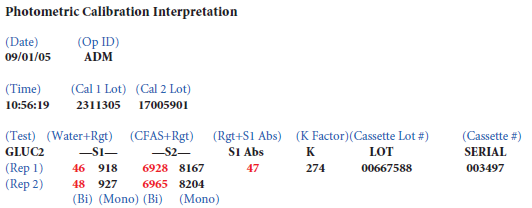 Photometric Calibration Interpretation
(Date) (Op ID)
09/01/05 ADM
(Time) (Cal 1 Lot) (Cal 2 Lot)
10:56:19 2311305 17005901
(Test) (Water+Rgt) (CFAS+Rgt) (Rgt+S1 Abs) (K Factor)(Cassette Lot #) (Cassette #)
GLUC2 —S1— —S2— S1 Abs K LOT SERIAL
(Rep 1) 46 918 6928 8167 47 274 00667588 003497
(Rep 2) 48 927 6965 8204
(Bi) (Mono) (Bi) (Mono)